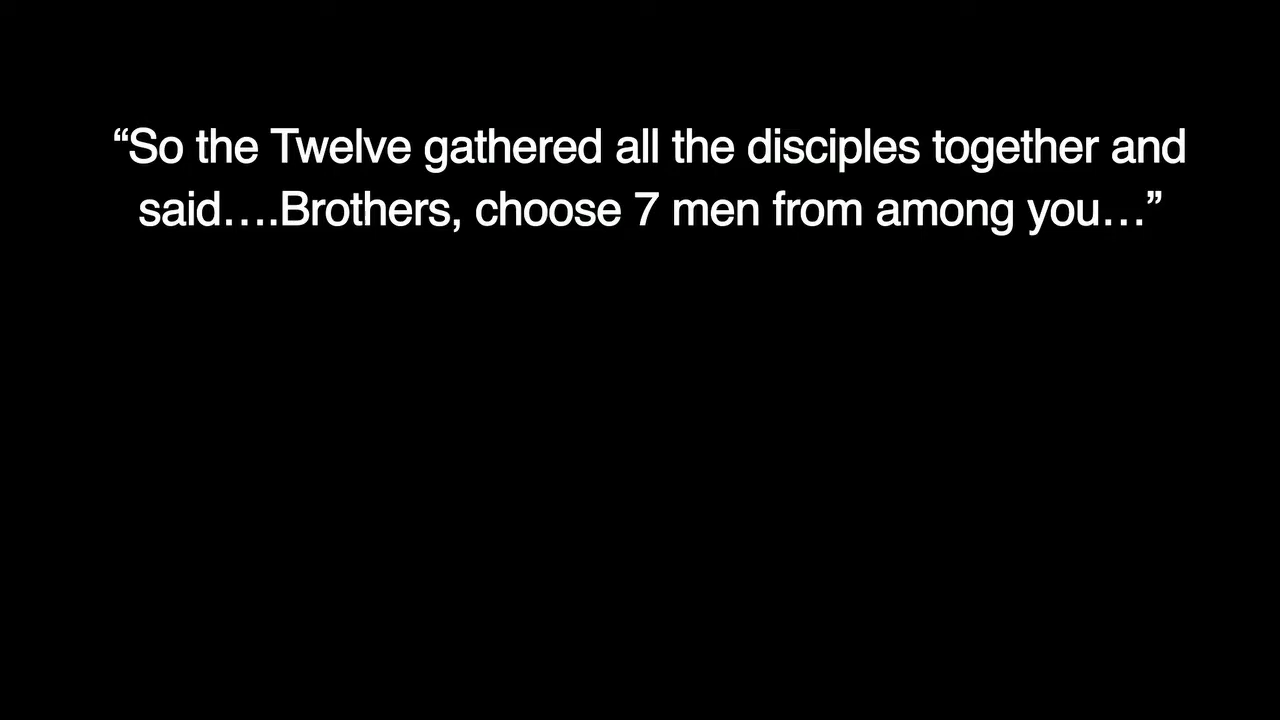 “So the Twelve gathered all the disciples together and
said….Brothers, choose 7 men from among you…”